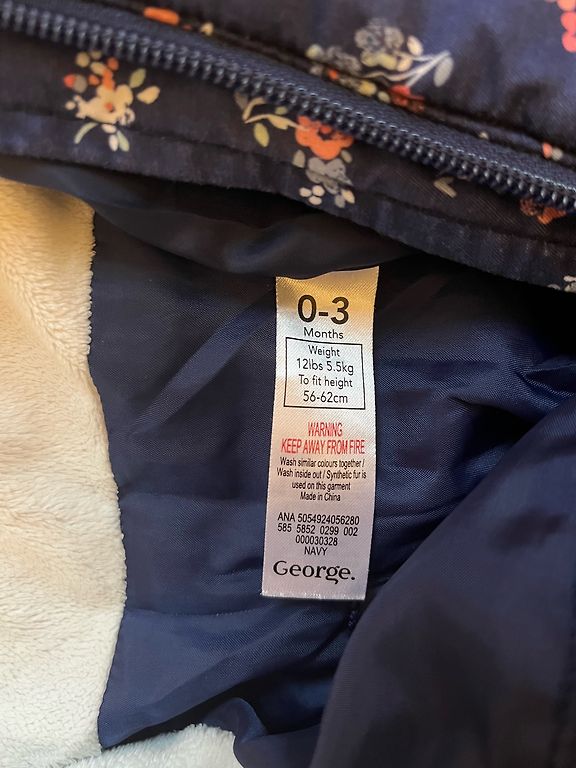 0-3
Months
Weight
12lbs 5.5kg
To fit height
56-62cm
WARNING
KEEP AWAY FROM FIRE
Wash similar colours together /
Wash inside out / Synthetic fur is
used on this garment
Made in China
ANA 5054924056280
585 5852 0299 002
000030328
NAVY
George.